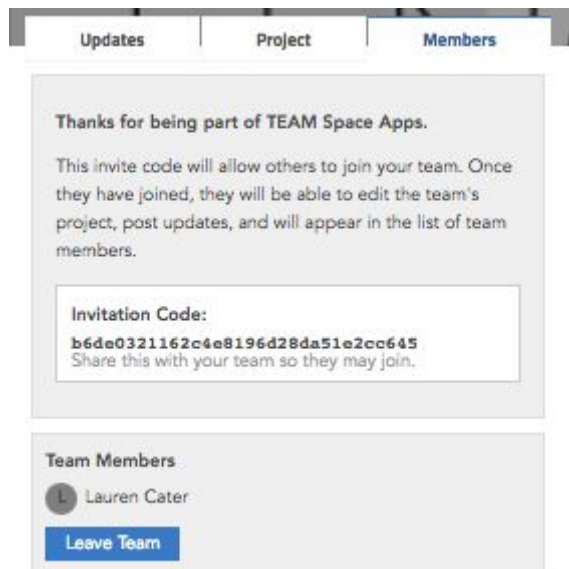 Updates
Project
Members
Thanks for being part of TEAM Space Apps.
This invite code will allow others to join your team. Once
they have joined, they will be able to edit the team's
project, post updates, and will appear in the list of team
members.
Invitation Code:
b6de0321162c4e8196d28da51e2cc645
Share this with your team so they may join.
Team Members
L Lauren Cater
Leave Team